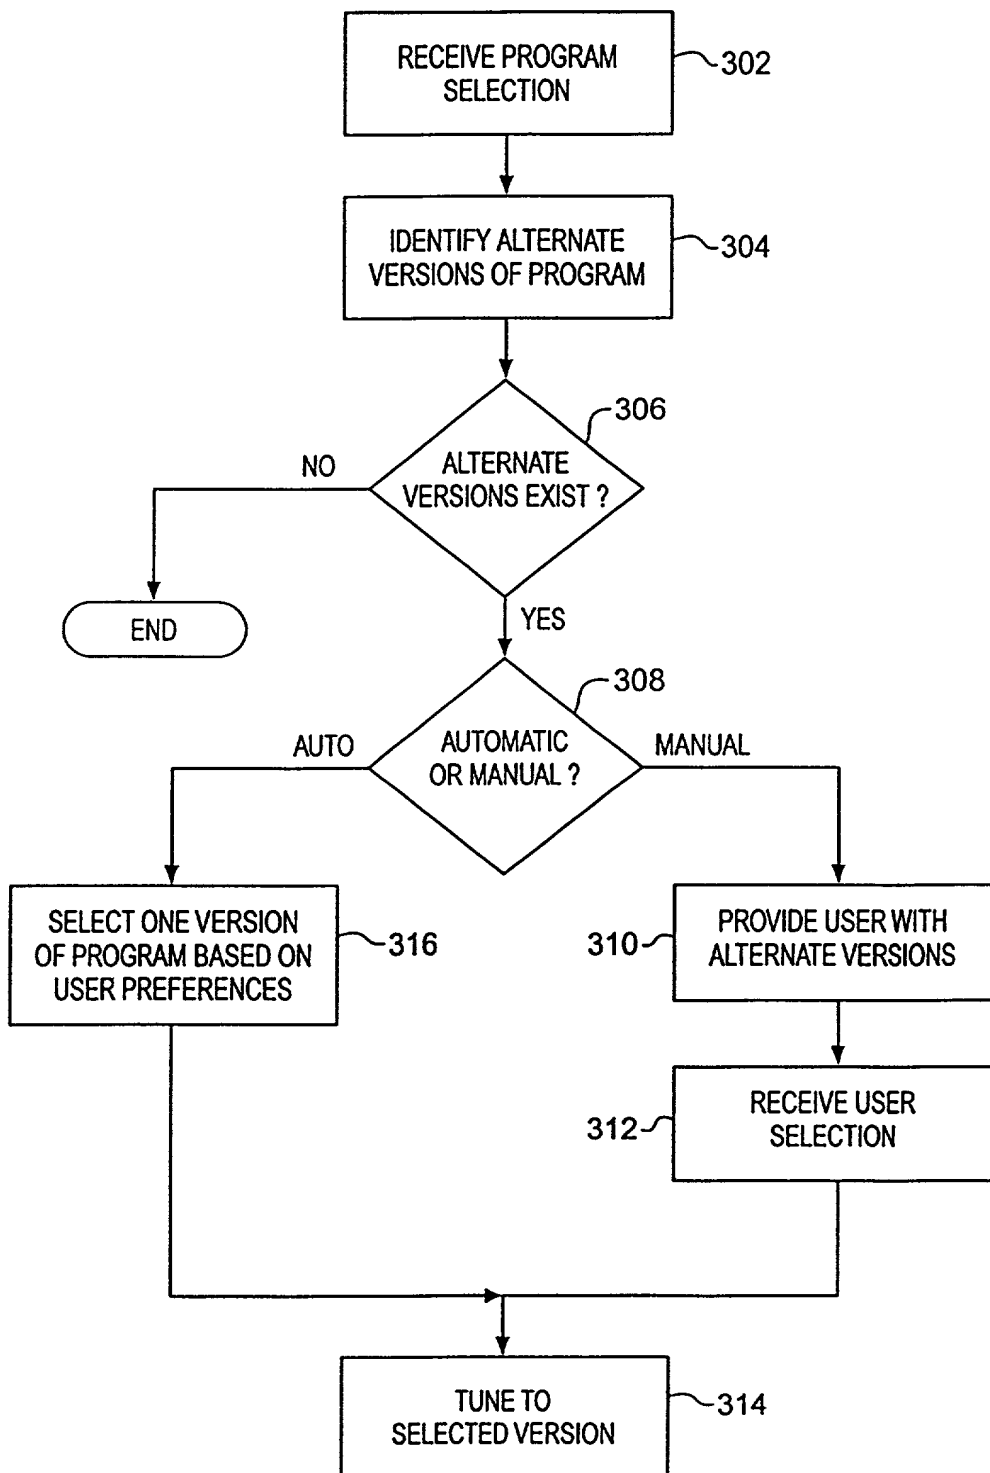 RECEIVE PROGRAM
SELECTION
302
IDENTIFY ALTERNATE
VERSIONS OF PROGRAM
304
306
ALTERNATE
VERSIONS EXIST ?
NO
END
YES
308
AUTOMATIC
OR MANUAL ?
AUTO
MANUAL
SELECT ONE VERSION
OF PROGRAM BASED ON
USER PREFERENCES
316
310
PROVIDE USER WITH
ALTERNATE VERSIONS
312
RECEIVE USER
SELECTION
TUNE TO
SELECTED VERSION
314